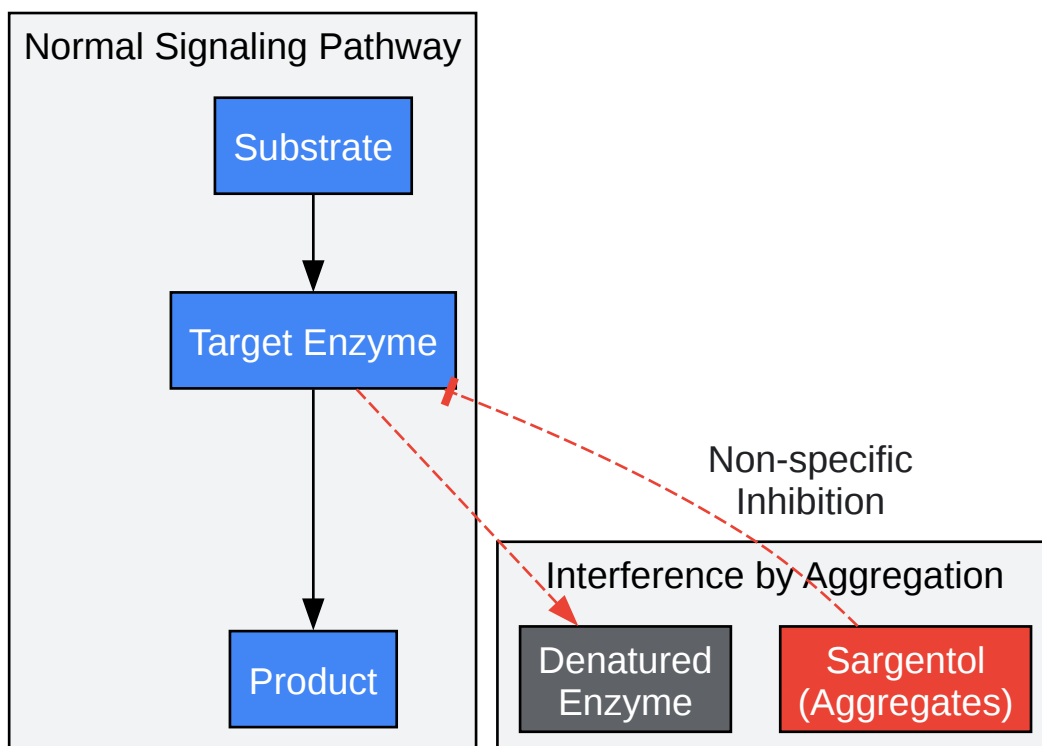 Normal Signaling Pathway
Substrate
Target Enzyme
Non-specific
Inhibition
Interference by Aggregation
Product
Denatured
Enzyme
Sargentol
(Aggregates)